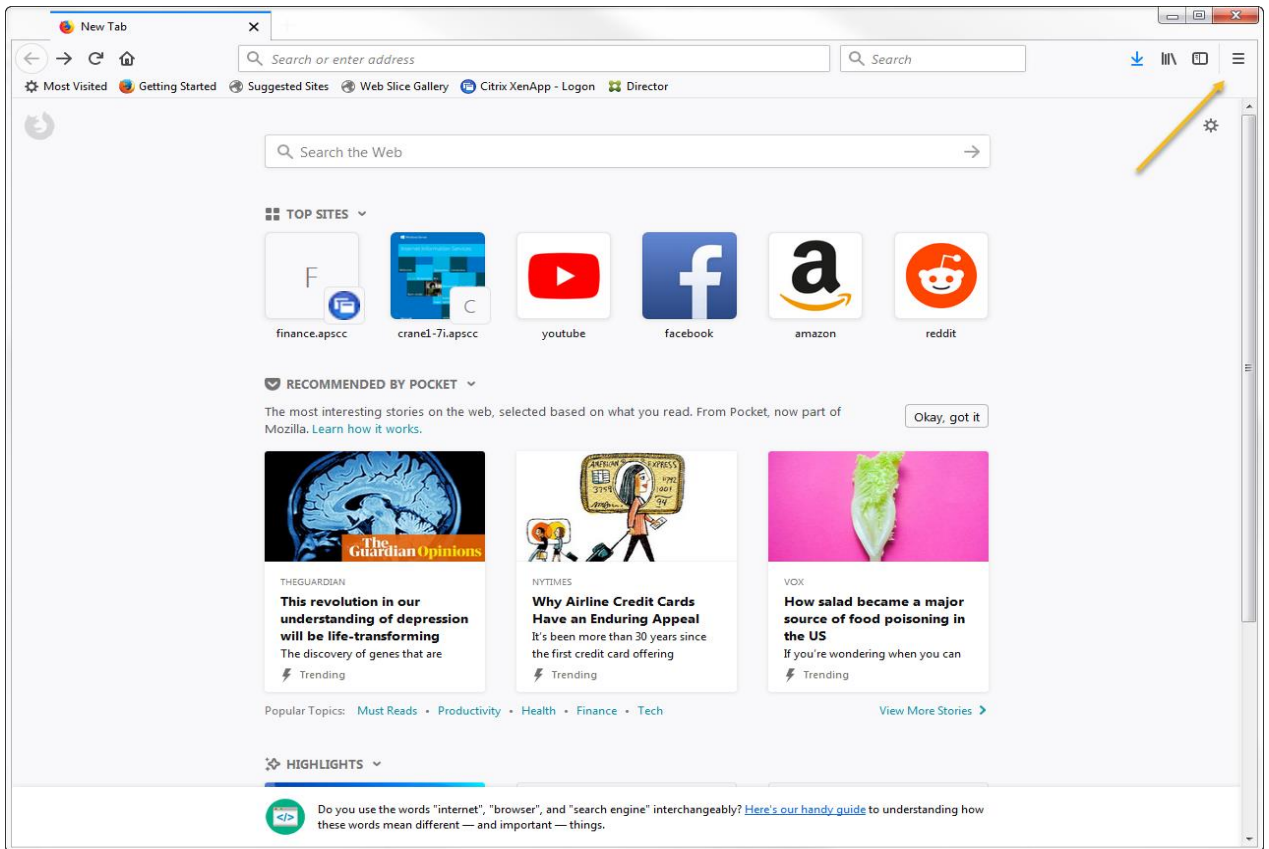 New Tab
Search or enter address
Search
Most Visited Getting Started Suggested Sites Web Slice Gallery Citrix XenApp - Logon Director
Search the Web
TOP SITES
F
C
a
finance.apscc crane1-7i.apscc youtube facebook amazon reddit
RECOMMENDED BY POCKET
The most interesting stories on the web, selected based on what you read. From Pocket, now part of
Mozilla. Learn how it works.
Okay, got it
The
Guardian Opinions
AMERICAN EXPRESS
THEGUARDIAN
This revolution in our
understanding of depression
will be life-transforming
The discovery of genes that are
Trending
NYTIMES
Why Airline Credit Cards
Have an Enduring Appeal
It's been more than 30 years since
the first credit card offering
Trending
VOX
How salad became a major
source of food poisoning in
the US
If you're wondering when you can
Trending
Popular Topics: Must Reads • Productivity • Health • Finance • Tech
View More Stories
HIGHLIGHTS
Do you use the words "internet", "browser", and "search engine" interchangeably? Here's our handy guide to understanding how
these words mean different — and important — things.